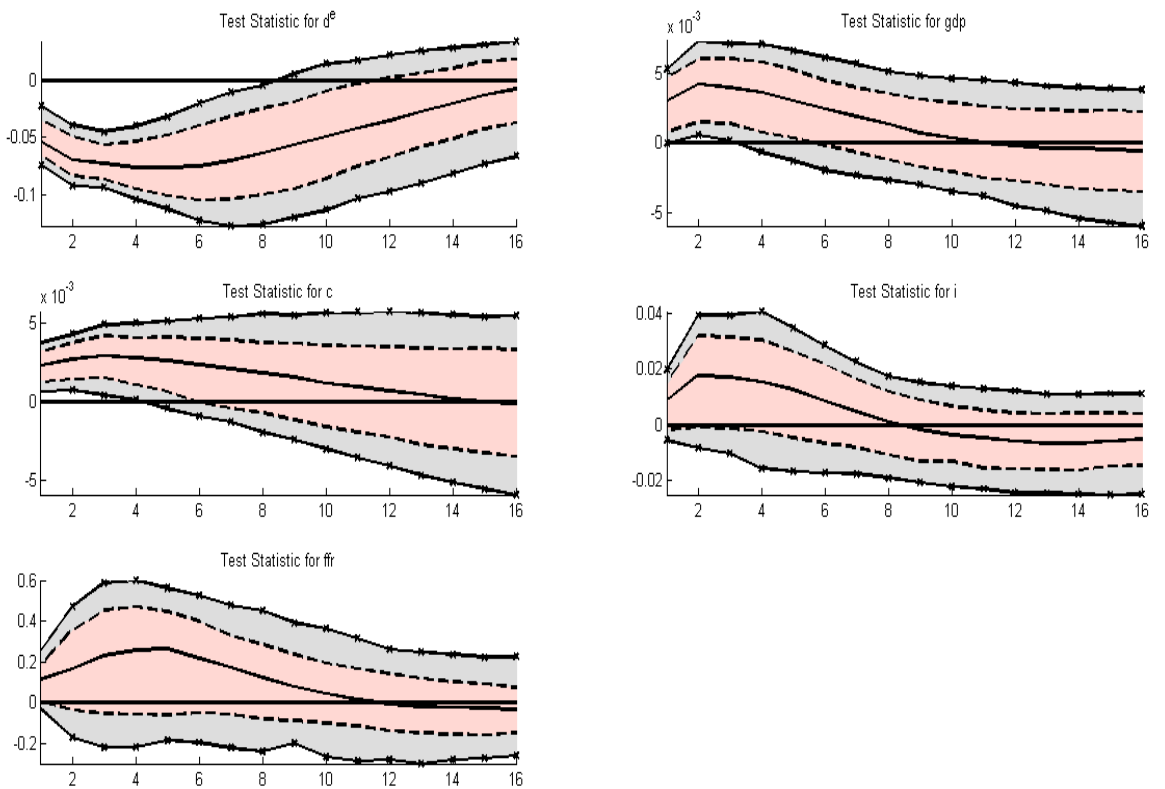 Test Statistic for d^e
0
-0.05
-0.1
2 4 6 8 10 12 14 16
Test Statistic for gdp
x 10^-3
5
0
-5
2 4 6 8 10 12 14 16
Test Statistic for c
x 10^-3
5
0
-5
2 4 6 8 10 12 14 16
Test Statistic for i
0.04
0.02
0
-0.02
2 4 6 8 10 12 14 16
Test Statistic for ffr
0.6
0.4
0.2
0
-0.2
2 4 6 8 10 12 14 16